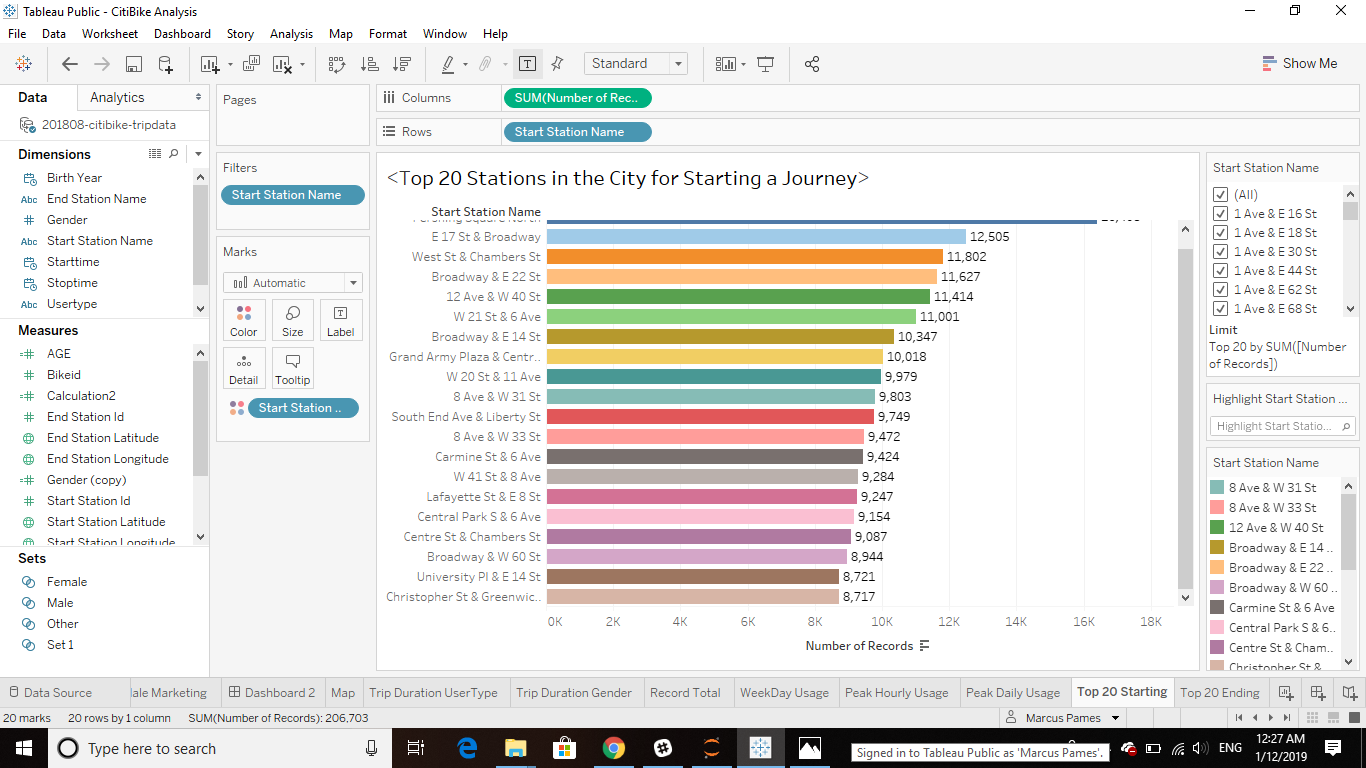 Tableau Public - CitiBike Analysis
File Data Worksheet Dashboard Story Analysis Map Format Window Help
Standard
Show Me
Data Analytics
201808-citibike-tripdata
Dimensions
Birth Year
Abc End Station Name
Gender
Abc Start Station Name
Starttime
Stoptime
Abc Usertype
Measures
AGE
Bikeid
Calculation2
End Station Id
End Station Latitude
End Station Longitude
Gender (copy)
Start Station Id
Start Station Latitude
Start Station Longitude
Sets
Female
Male
Other
Set 1
Pages
Filters
Start Station Name
Marks
Automatic
Color Size Label
Detail Tooltip
Start Station ..
Columns SUM(Number of Rec..
Rows Start Station Name
<Top 20 Stations in the City for Starting a Journey>
Start Station Name
Pershing Square North
E 17 St & Broadway 12,505
West St & Chambers St 11,802
Broadway & E 22 St 11,627
12 Ave & W 40 St 11,414
W 21 St & 6 Ave 11,001
Broadway & E 14 St 10,347
Grand Army Plaza & Centr.. 10,018
W 20 St & 11 Ave 9,979
8 Ave & W 31 St 9,803
South End Ave & Liberty St 9,749
8 Ave & W 33 St 9,472
Carmine St & 6 Ave 9,424
W 41 St & 8 Ave 9,284
Lafayette St & E 8 St 9,247
Central Park S & 6 Ave 9,154
Centre St & Chambers St 9,087
Broadway & W 60 St 8,944
University Pl & E 14 St 8,721
Christopher St & Greenwic.. 8,717
0K 2K 4K 6K 8K 10K 12K 14K 16K 18K
Number of Records
Start Station Name
(All)
1 Ave & E 16 St
1 Ave & E 18 St
1 Ave & E 30 St
1 Ave & E 44 St
1 Ave & E 62 St
1 Ave & E 68 St
Limit
Top 20 by SUM([Number
of Records])
Highlight Start Station ...
Highlight Start Statio...
Start Station Name
8 Ave & W 31 St
8 Ave & W 33 St
12 Ave & W 40 St
Broadway & E 14 ..
Broadway & E 22 ..
Broadway & W 60 ..
Carmine St & 6 Ave
Central Park S & 6..
Centre St & Cham..
Christopher St &
Data Source ale Marketing Dashboard 2 Map Trip Duration UserType Trip Duration Gender Record Total WeekDay Usage Peak Hourly Usage Peak Daily Usage Top 20 Starting Top 20 Ending
20 marks 20 rows by 1 column SUM(Number of Records): 206,703 Marcus Pames
Type here to search
Signed in to Tableau Public as 'Marcus Pames'.
ENG
12:27 AM
1/12/2019